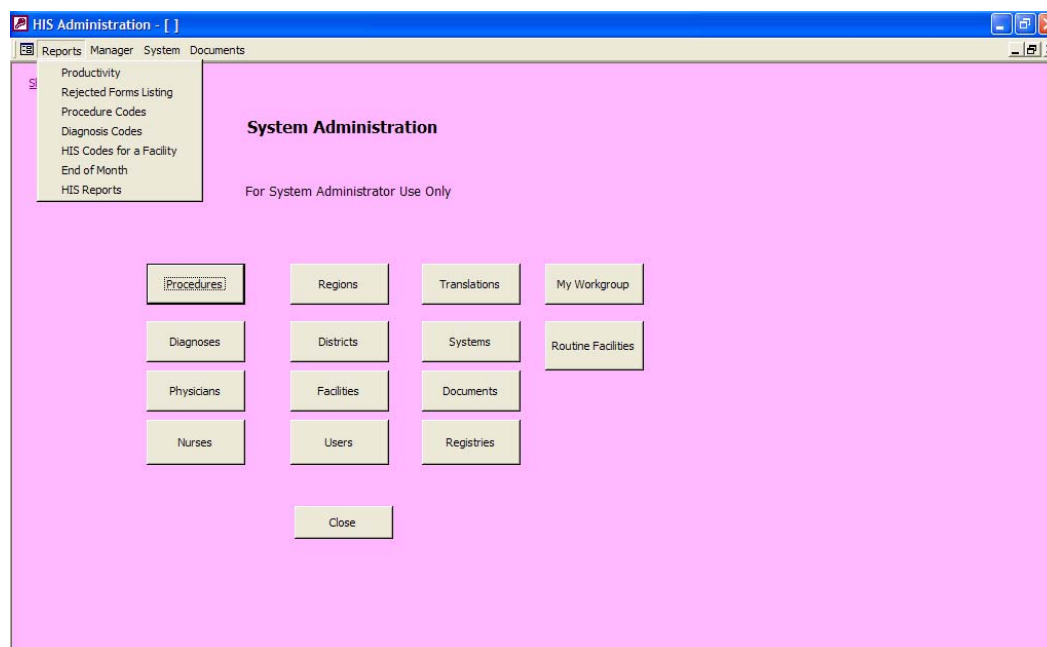 HIS Administration - [ ]
Reports Manager System Documents
Productivity
Rejected Forms Listing
Procedure Codes
Diagnosis Codes
HIS Codes for a Facility
End of Month
HIS Reports
System Administration
For System Administrator Use Only
Procedures Regions Translations My Workgroup
Diagnoses Districts Systems Routine Facilities
Physicians Facilities Documents
Nurses Users Registries
Close